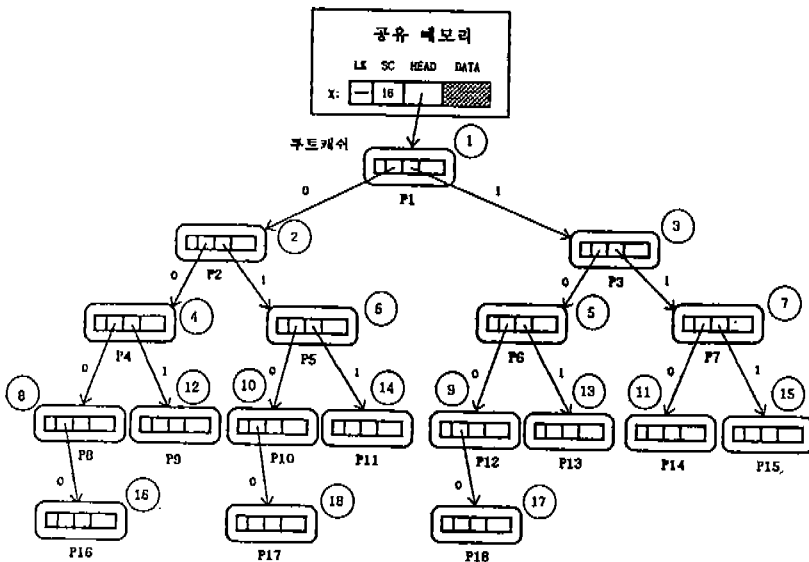 공유 메모리
LK SC HEAD DATA
X: 16
루트캐쉬
1
P1
0 1
2 3
P2 P3
0 1 0 1
4 6 5 7
P4 P5 P6 P7
0 1 0 1 0 1 0 1
8 12 10 14 9 13 11 15
P8 P9 P10 P11 P12 P13 P14 P15
0 0 0
16 18 17
P16 P17 P18